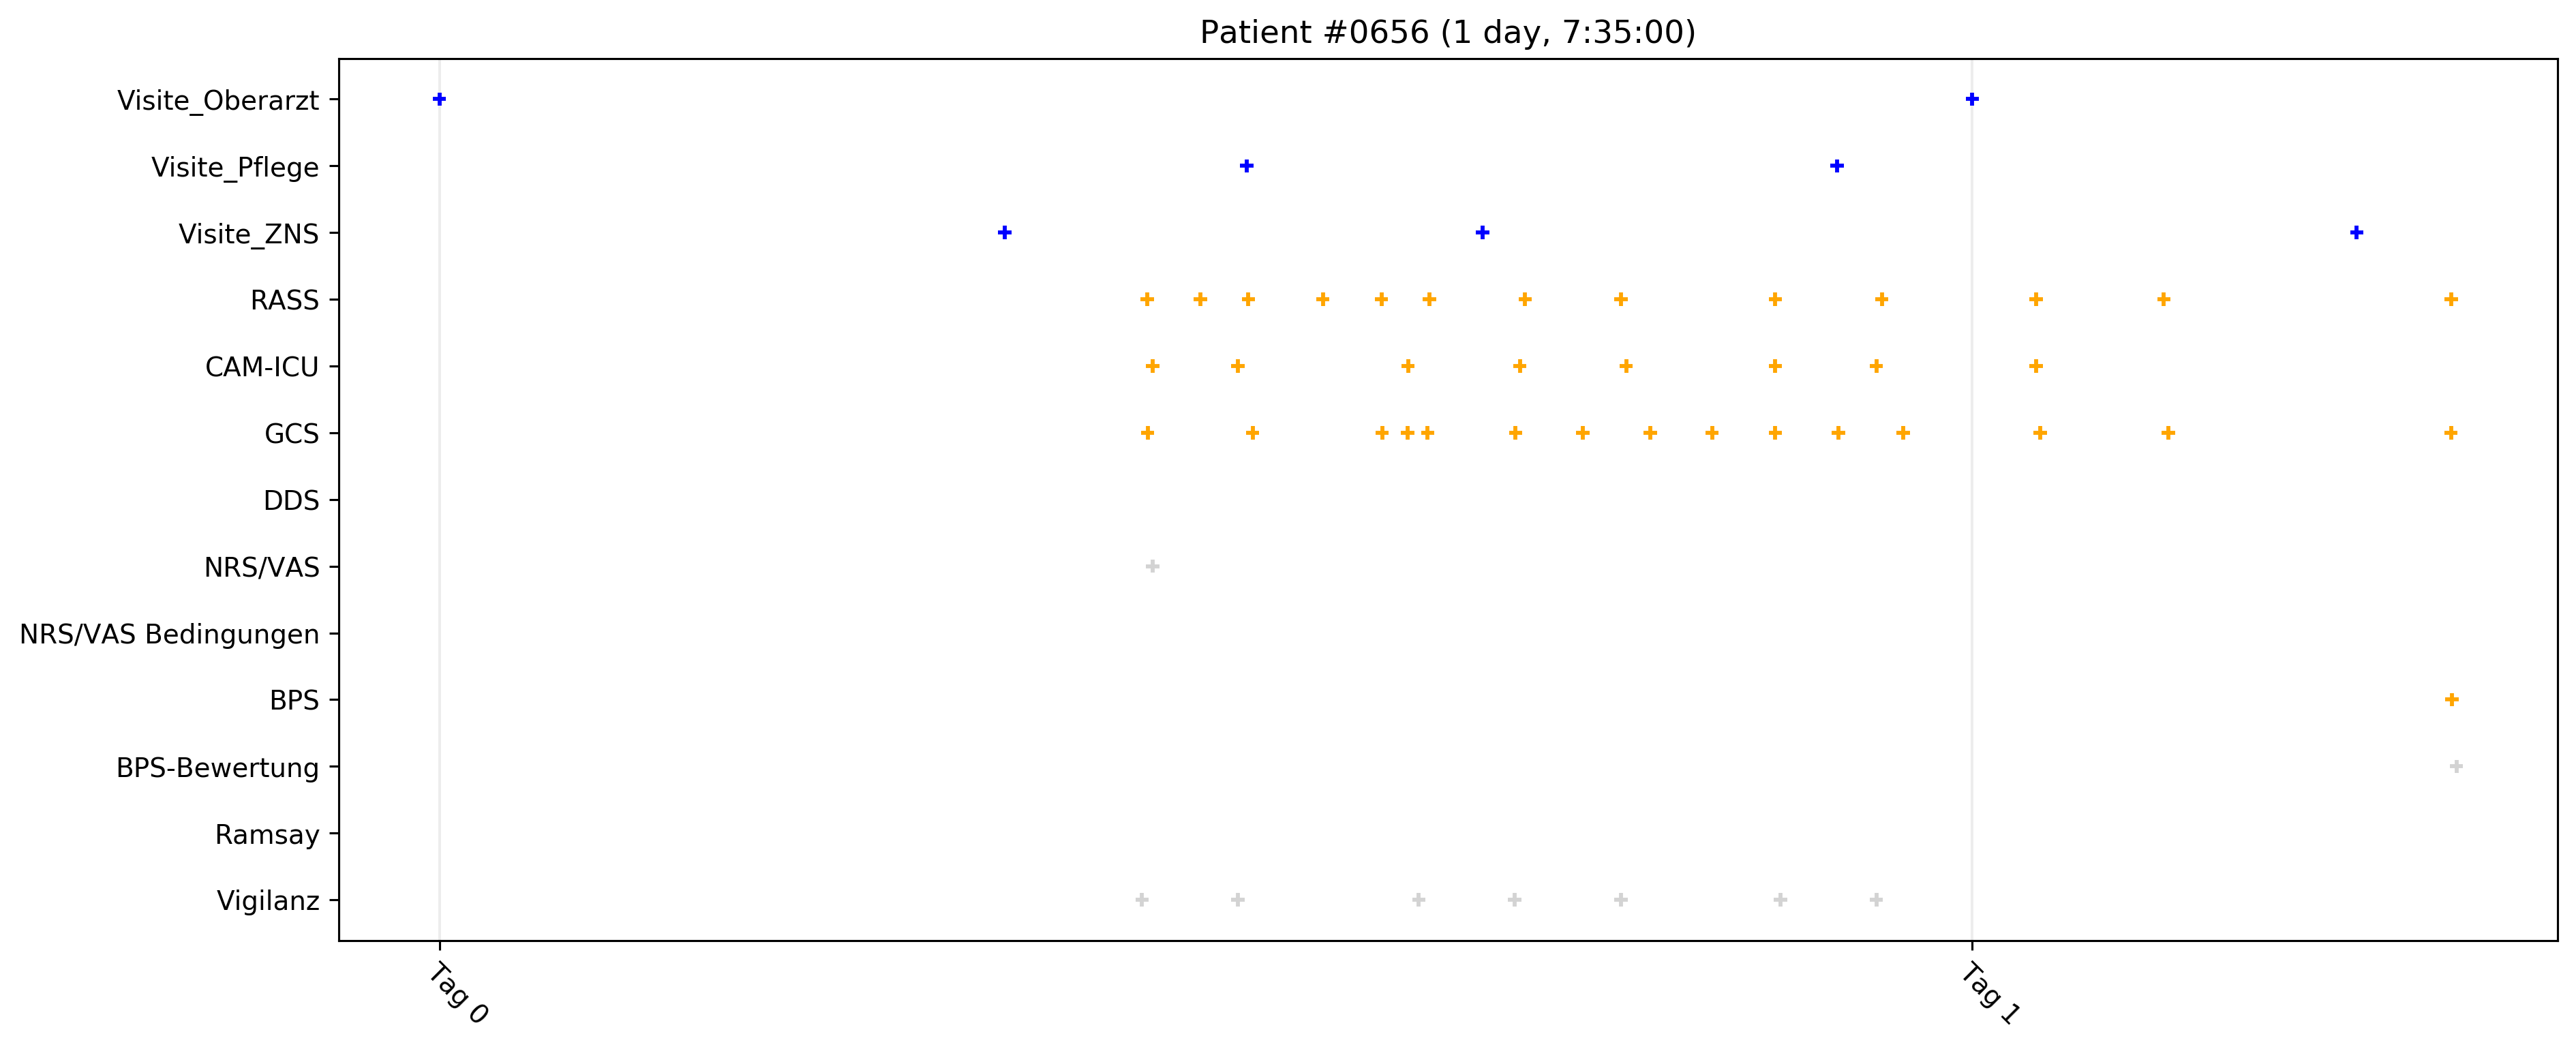 Patient #0656 (1 day, 7:35:00)
Visite_Oberarzt
Visite_Pflege
Visite_ZNS
RASS
CAM-ICU
GCS
DDS
NRS/VAS
NRS/VAS Bedingungen
BPS
BPS-Bewertung
Ramsay
Vigilanz
Tag 0
Tag 1